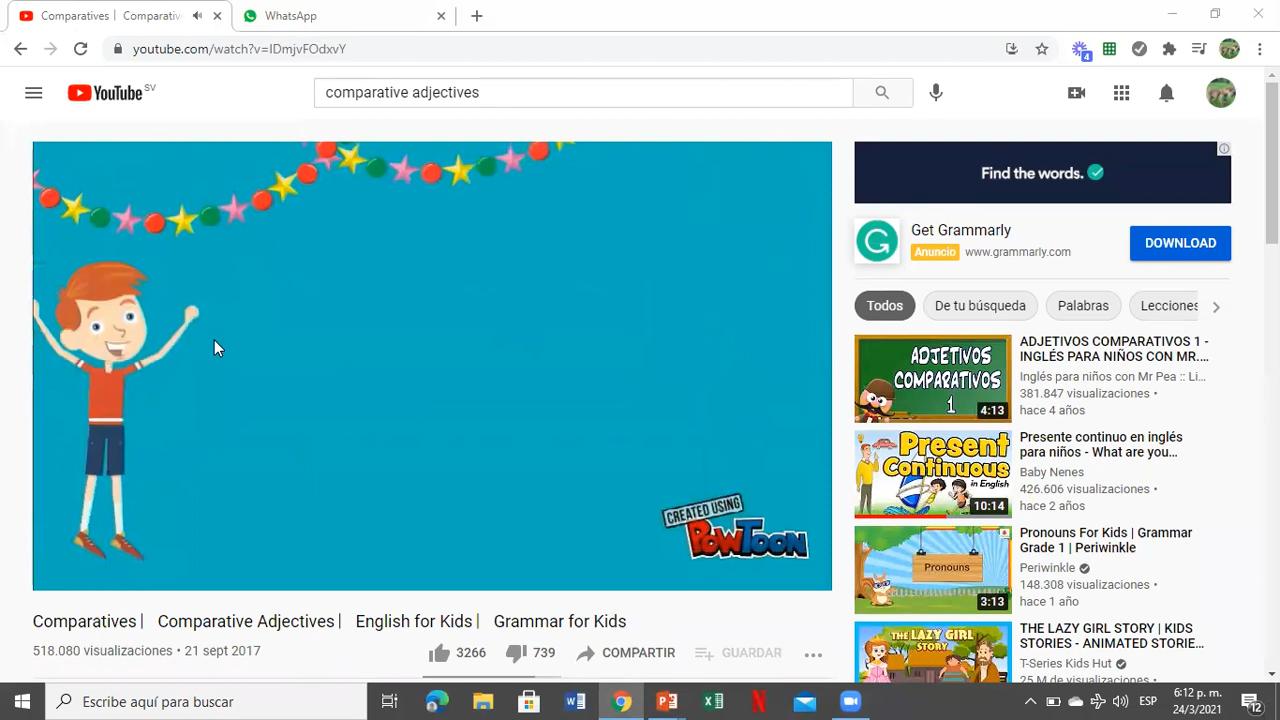 Comparatives | Comparativ
WhatsApp
youtube.com/watch?v=IDmjvFOdxvY
4
YouTube SV
comparative adjectives
CREATED USING
POWTOON
Comparatives | Comparative Adjectives | English for Kids | Grammar for Kids
518.080 visualizaciones • 21 sept 2017
3266
739
COMPARTIR
GUARDAR
Find the words.
Get Grammarly
Anuncio www.grammarly.com
DOWNLOAD
Todos
De tu búsqueda
Palabras
Lecciones
ADJETIVOS
COMPARATIVOS
1
4:13
ADJETIVOS COMPARATIVOS 1 -
INGLÉS PARA NIÑOS CON MR....
Inglés para niños con Mr Pea :: Li...
381.847 visualizaciones •
hace 4 años
Present
Continuous
in English
10:14
Presente continuo en inglés
para niños - What are you...
Baby Nenes
426.606 visualizaciones •
hace 2 años
Pronouns
3:13
Pronouns For Kids | Grammar
Grade 1 | Periwinkle
Periwinkle
148.308 visualizaciones •
hace 1 año
THE LAZY GIRL STORY
THE LAZY GIRL STORY | KIDS
STORIES - ANIMATED STORIE...
T-Series Kids Hut
25 M de visualizaciones •
Escribe aquí para buscar
ESP
6:12 p. m.
24/3/2021
12